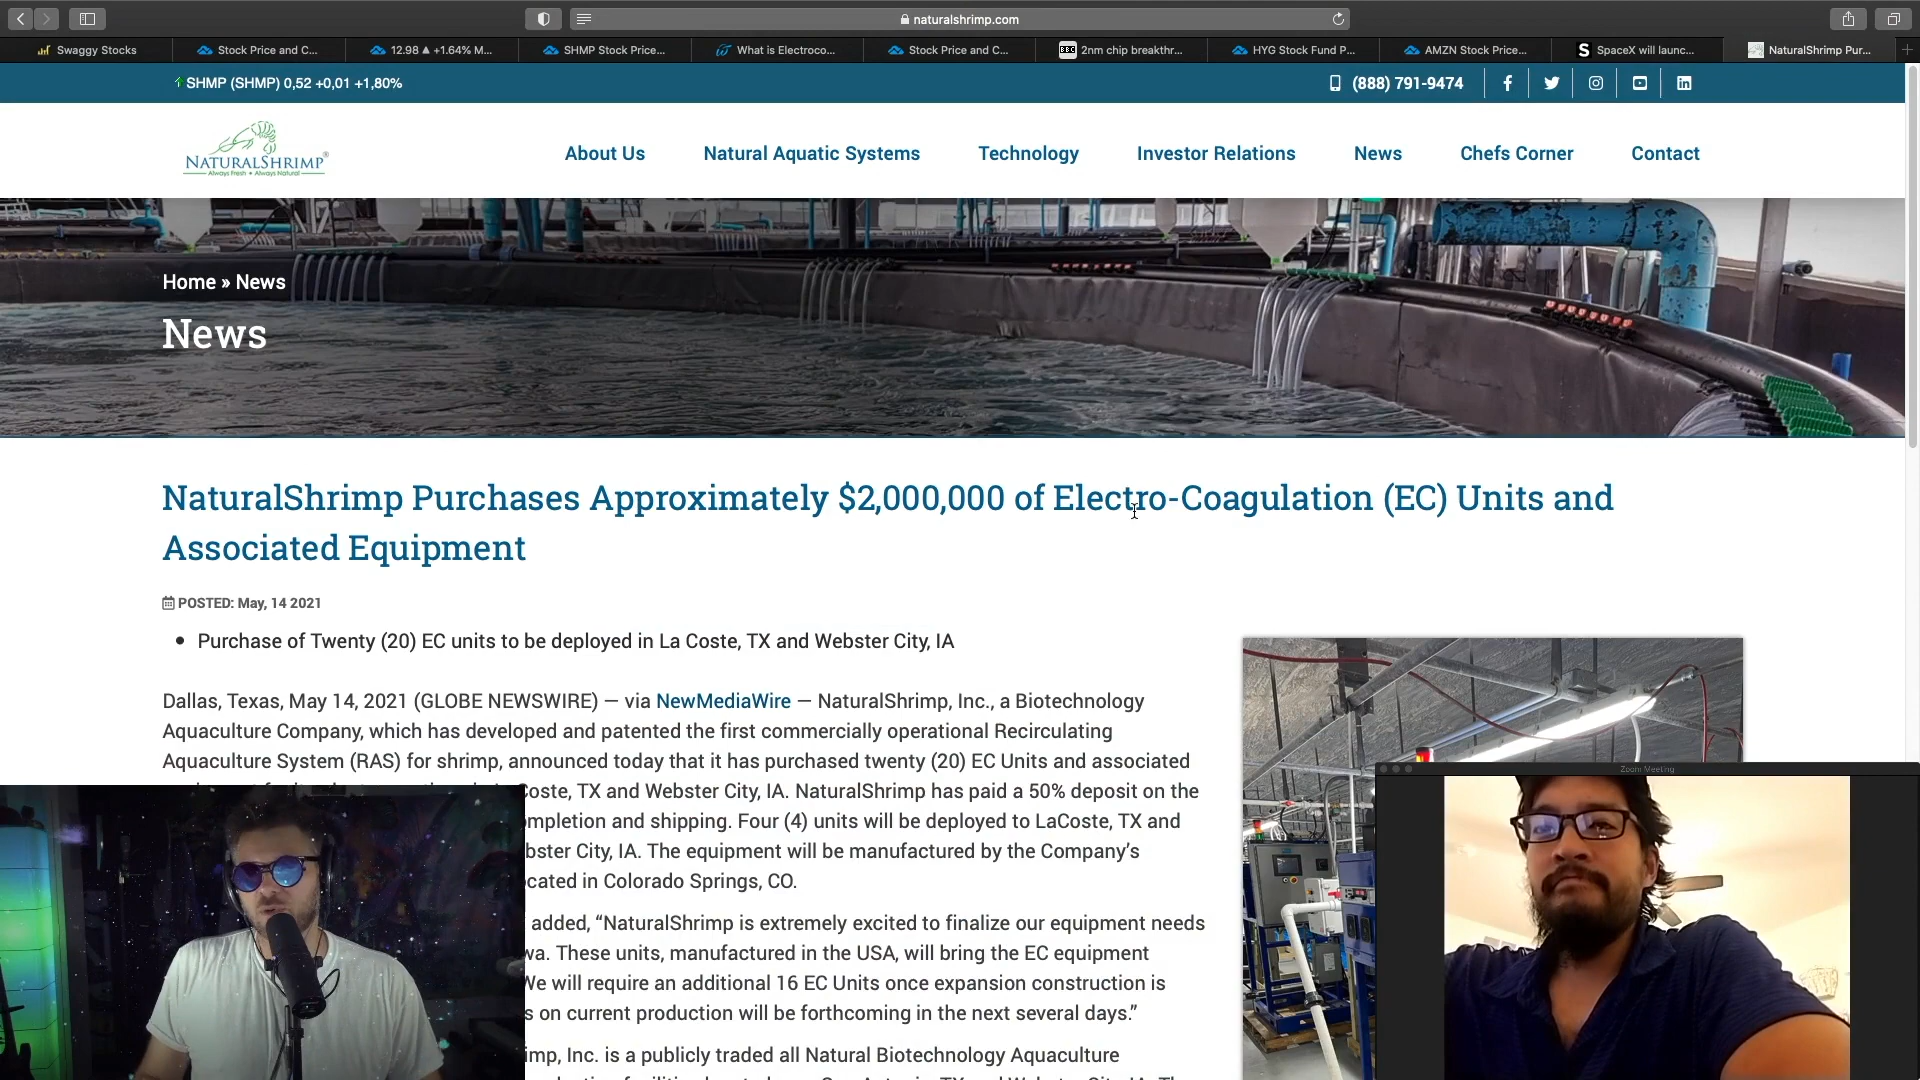 naturalshrimp.com
Swaggy Stocks
Stock Price and C...
12.98 ▲ +1.64% M...
SHMP Stock Price...
What is Electroco...
Stock Price and C...
BBC 2nm chip breakthr...
HYG Stock Fund P...
AMZN Stock Price...
S SpaceX will launc...
NaturalShrimp Pur...
SHMP (SHMP) 0,52 +0,01 +1,80%
(888) 791-9474
NATURALSHRIMP®
Always Fresh • Always Natural
About Us
Natural Aquatic Systems
Technology
Investor Relations
News
Chefs Corner
Contact
Home » News
News
NaturalShrimp Purchases Approximately $2,000,000 of Electro-Coagulation (EC) Units and
Associated Equipment
POSTED: May, 14 2021
• Purchase of Twenty (20) EC units to be deployed in La Coste, TX and Webster City, IA
Dallas, Texas, May 14, 2021 (GLOBE NEWSWIRE) — via NewMediaWire — NaturalShrimp, Inc., a Biotechnology
Aquaculture Company, which has developed and patented the first commercially operational Recirculating
Aquaculture System (RAS) for shrimp, announced today that it has purchased twenty (20) EC Units and associated
Coste, TX and Webster City, IA. NaturalShrimp has paid a 50% deposit on the
mpletion and shipping. Four (4) units will be deployed to LaCoste, TX and
bster City, IA. The equipment will be manufactured by the Company's
ocated in Colorado Springs, CO.
added, “NaturalShrimp is extremely excited to finalize our equipment needs
wa. These units, manufactured in the USA, will bring the EC equipment
We will require an additional 16 EC Units once expansion construction is
s on current production will be forthcoming in the next several days.”
imp, Inc. is a publicly traded all Natural Biotechnology Aquaculture
Zoom Meeting